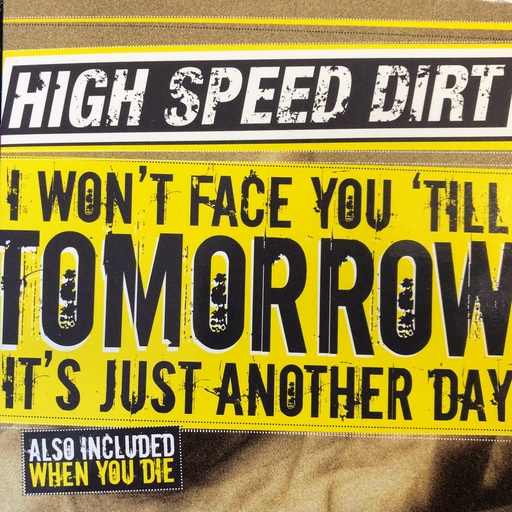 HIGH SPEED DIRT
I WON'T FACE YOU 'TILL
TOMORROW
IT'S JUST ANOTHER DAY
ALSO INCLUDED
WHEN YOU DIE